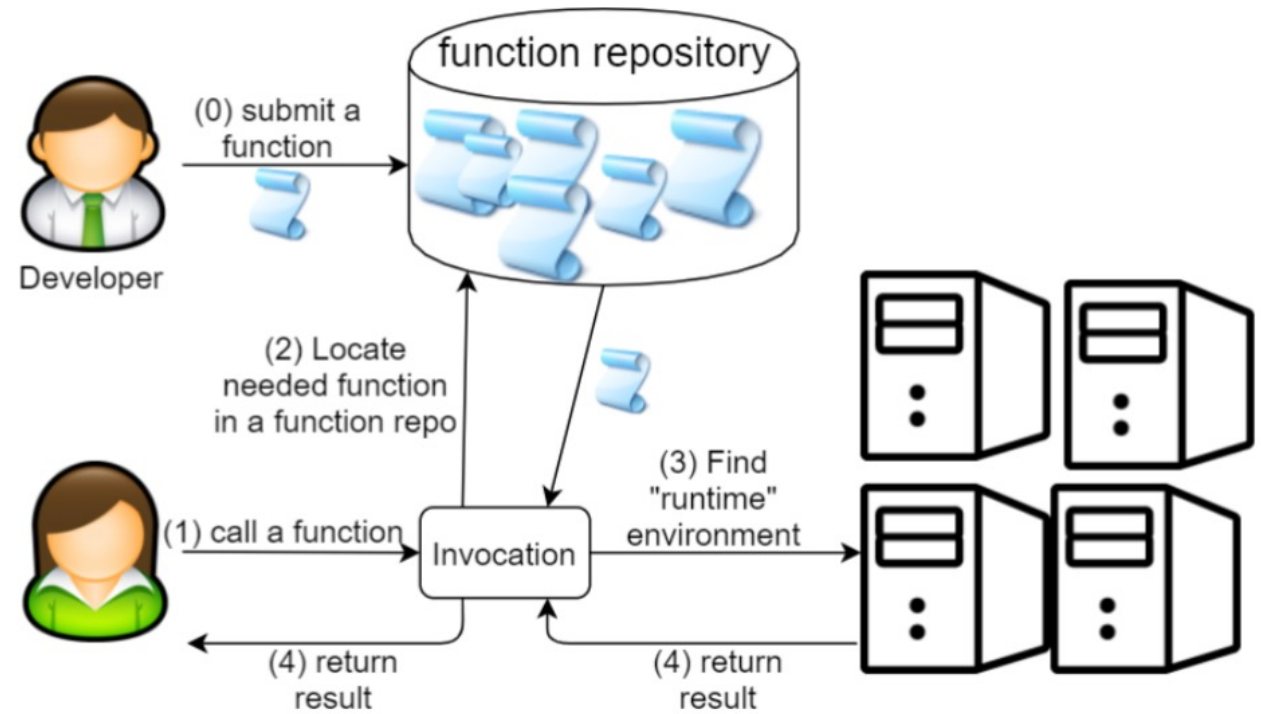 function repository
(0) submit a
function
Developer
(2) Locate
needed function
in a function repo
(3) Find
"runtime"
environment
(1) call a function
Invocation
(4) return
result
(4) return
result